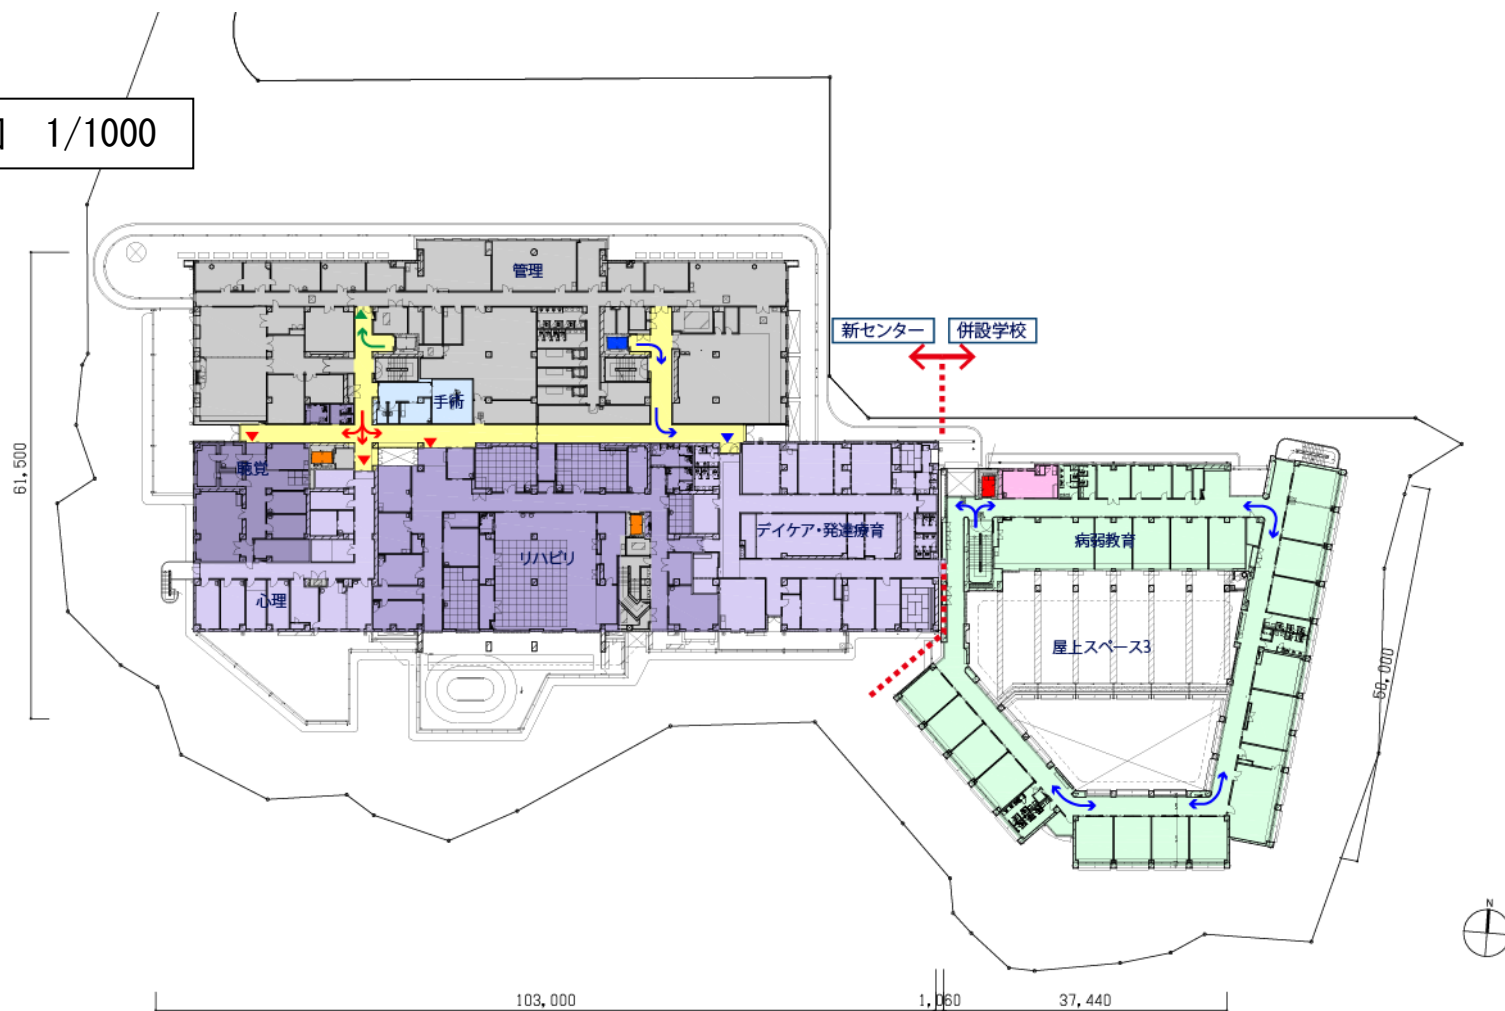 1/1000
管理
新センター
併設学校
手術
聴覚
デイケア・発達療育
リハビリ
病弱教育
心理
屋上スペース3
61,500
60,000
N
103,000
1,060
37,440